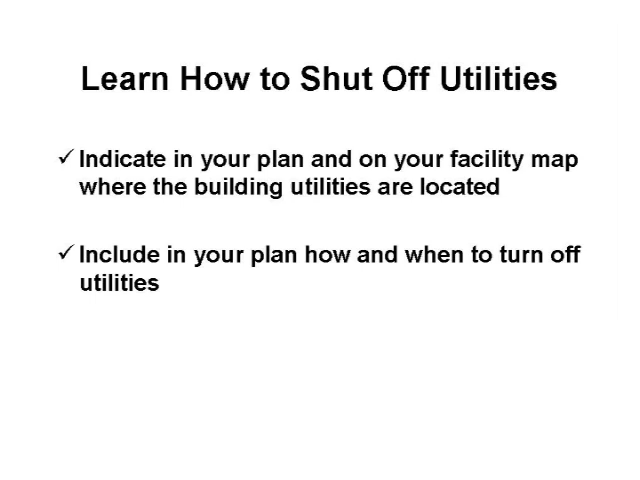 Learn How to Shut Off Utilities
✓ Indicate in your plan and on your facility map
where the building utilities are located
✓ Include in your plan how and when to turn off
utilities